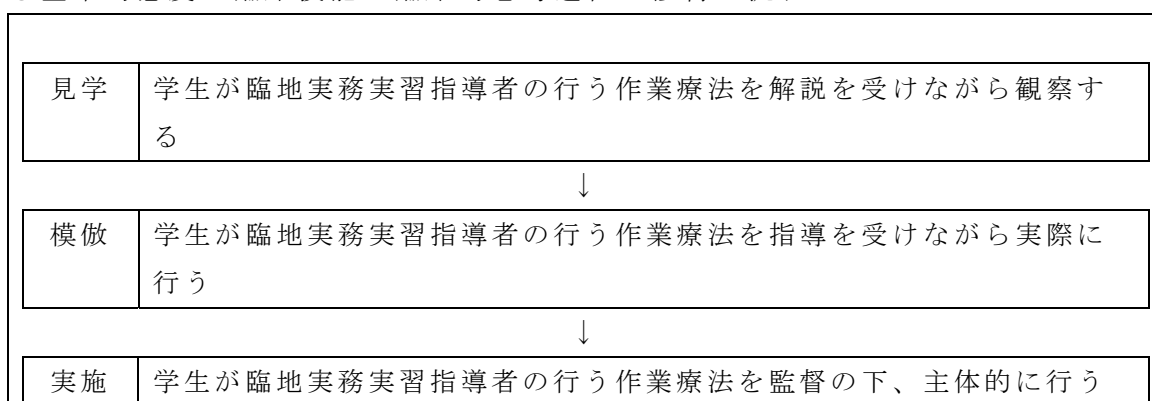 見学 学生が臨地実務実習指導者の行う作業療法を解説を受けながら観察す
る
↓
模倣 学生が臨地実務実習指導者の行う作業療法を指導を受けながら実際に
行う
↓
実施 学生が臨地実務実習指導者の行う作業療法を監督の下、主体的に行う